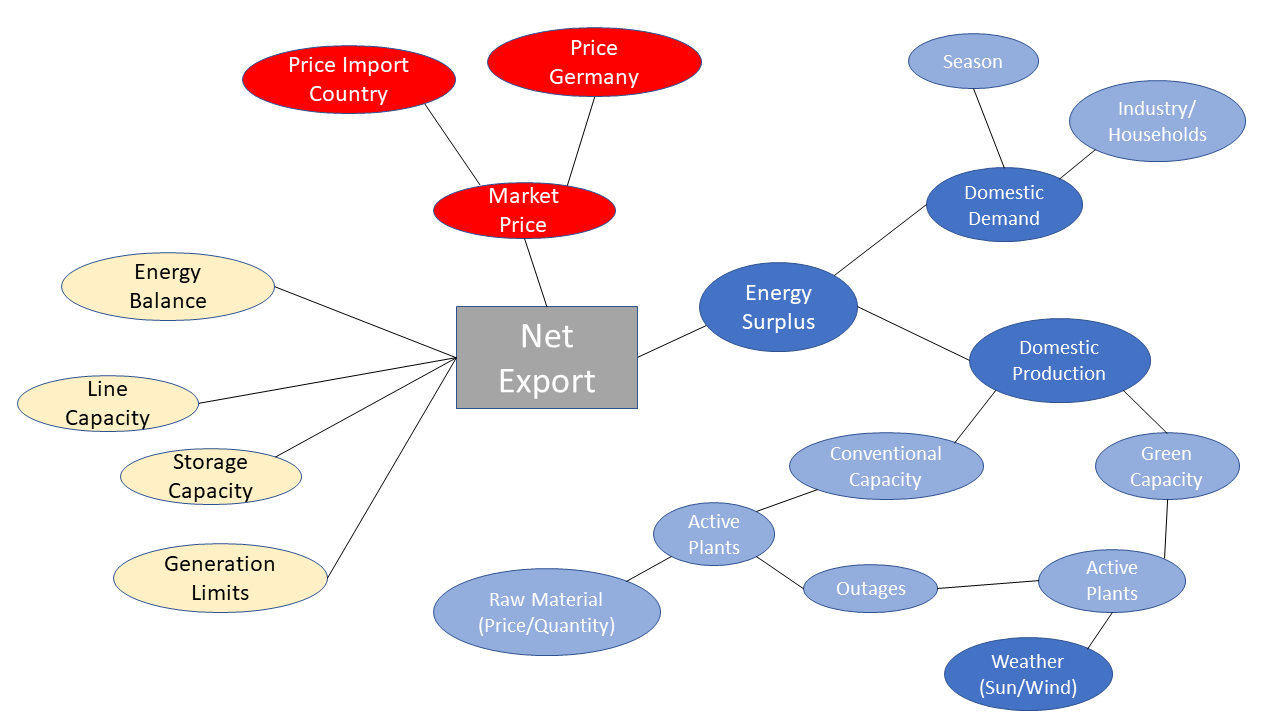 Price Import
Country
Price
Germany
Season
Industry/
Households
Market
Price
Domestic
Demand
Energy
Balance
Energy
Surplus
Net
Export
Domestic
Production
Line
Capacity
Storage
Capacity
Conventional
Capacity
Green
Capacity
Active
Plants
Generation
Limits
Outages
Active
Plants
Raw Material
(Price/Quantity)
Weather
(Sun/Wind)